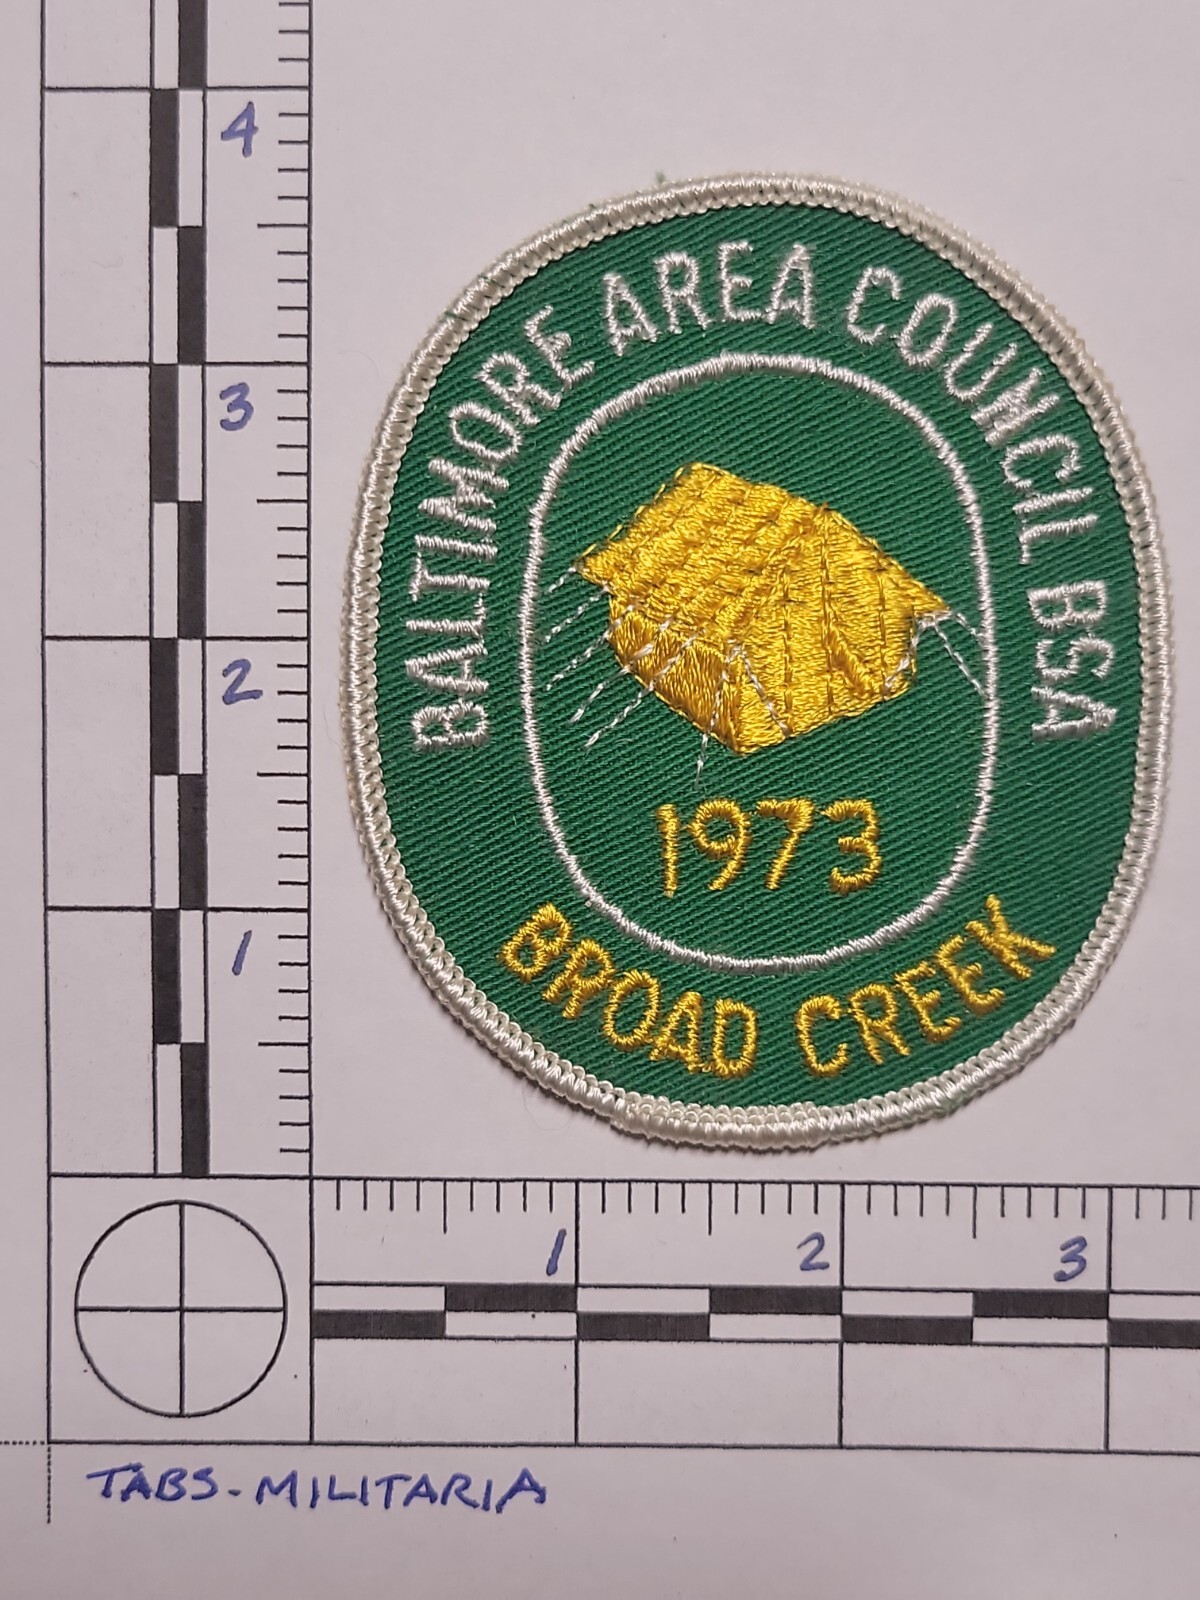 BALTIMORE AREA COUNCIL BSA
1973
BROAD CREEK
4
3
2
1
1 2 3
TABS-MILITARIA